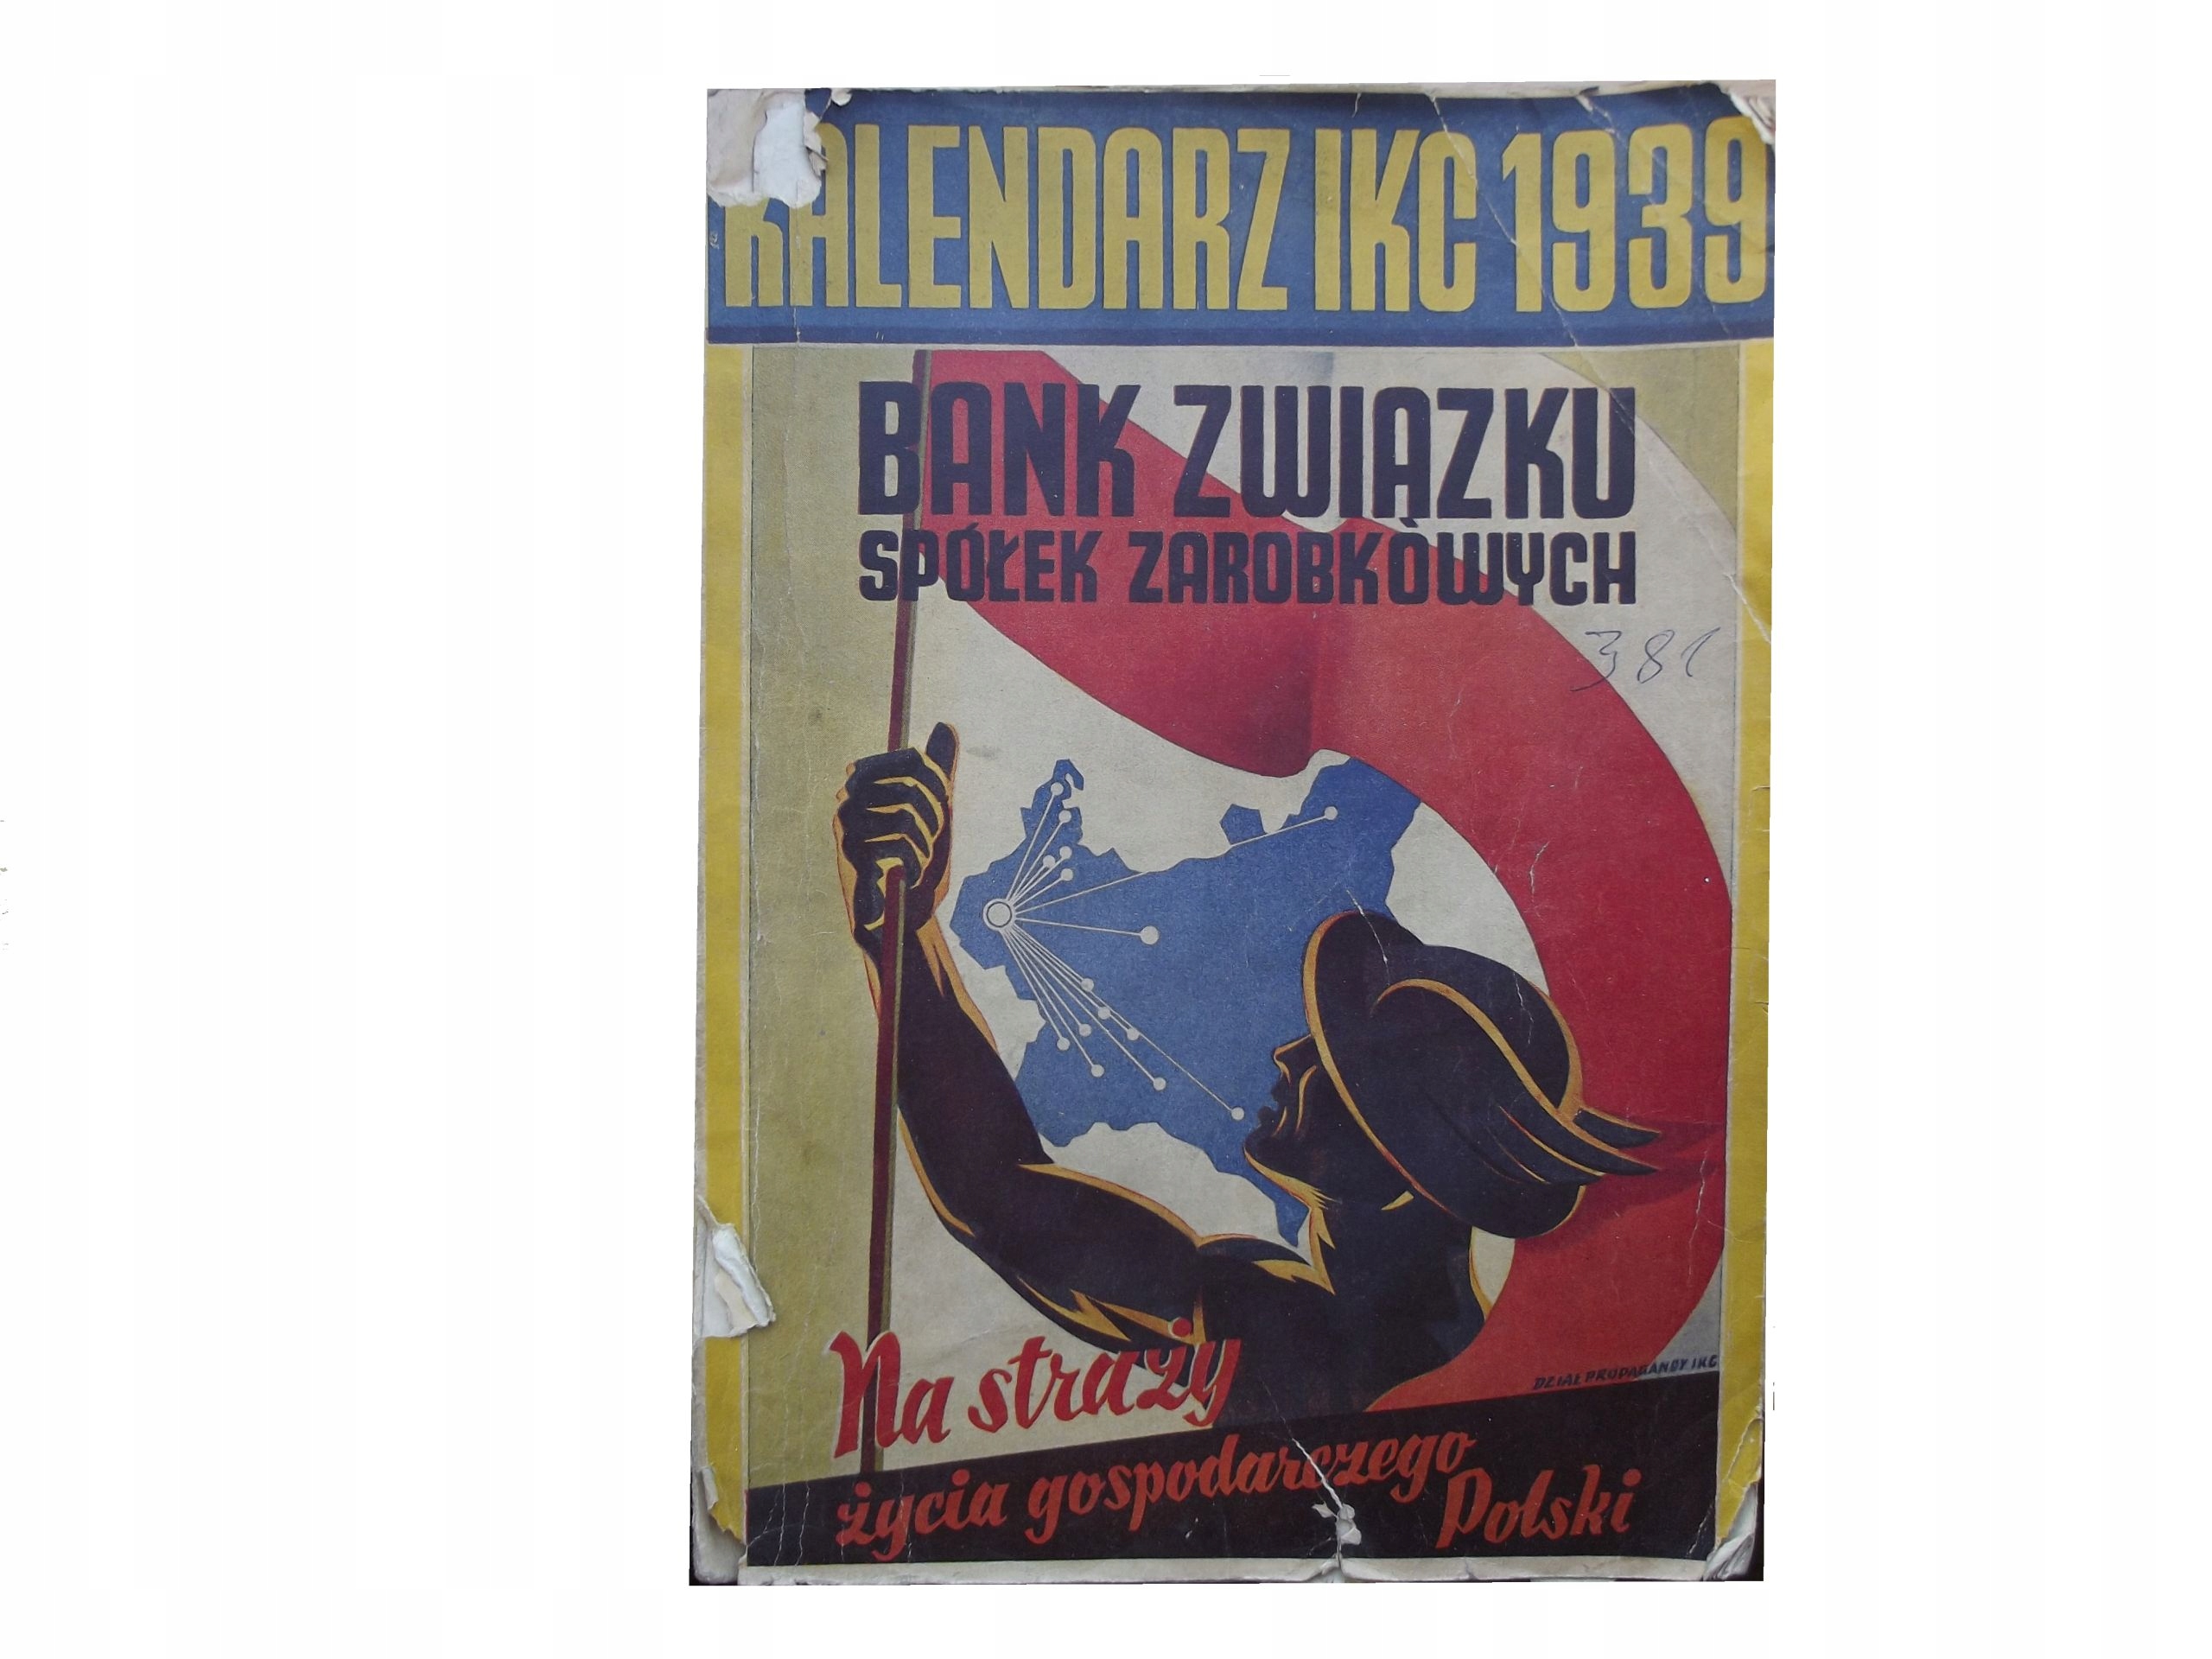 KALENDARZ IKC 1939
BANK ZWIĄZKU
SPÓŁEK ZAROBKOWYCH
381
Na straży
DZIAŁ PROPAGANDY IKC
życia gospodarczego
Polski